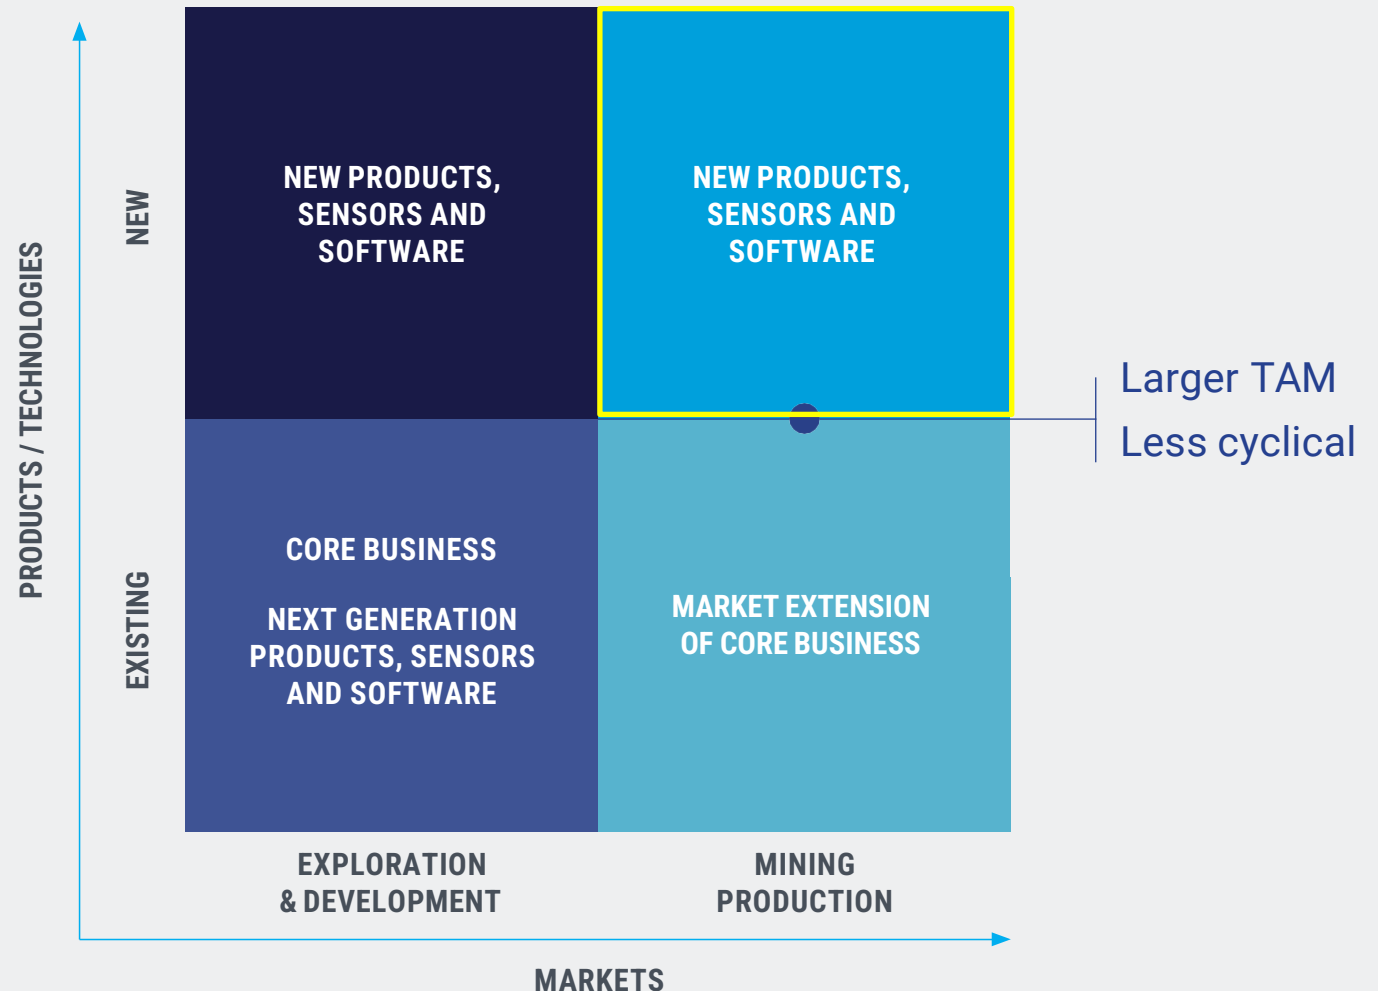 PRODUCTS / TECHNOLOGIES
NEW
EXISTING
NEW PRODUCTS,
SENSORS AND
SOFTWARE
NEW PRODUCTS,
SENSORS AND
SOFTWARE
Larger TAM
Less cyclical
CORE BUSINESS
NEXT GENERATION
PRODUCTS, SENSORS
AND SOFTWARE
MARKET EXTENSION
OF CORE BUSINESS
EXPLORATION
& DEVELOPMENT
MINING
PRODUCTION
MARKETS